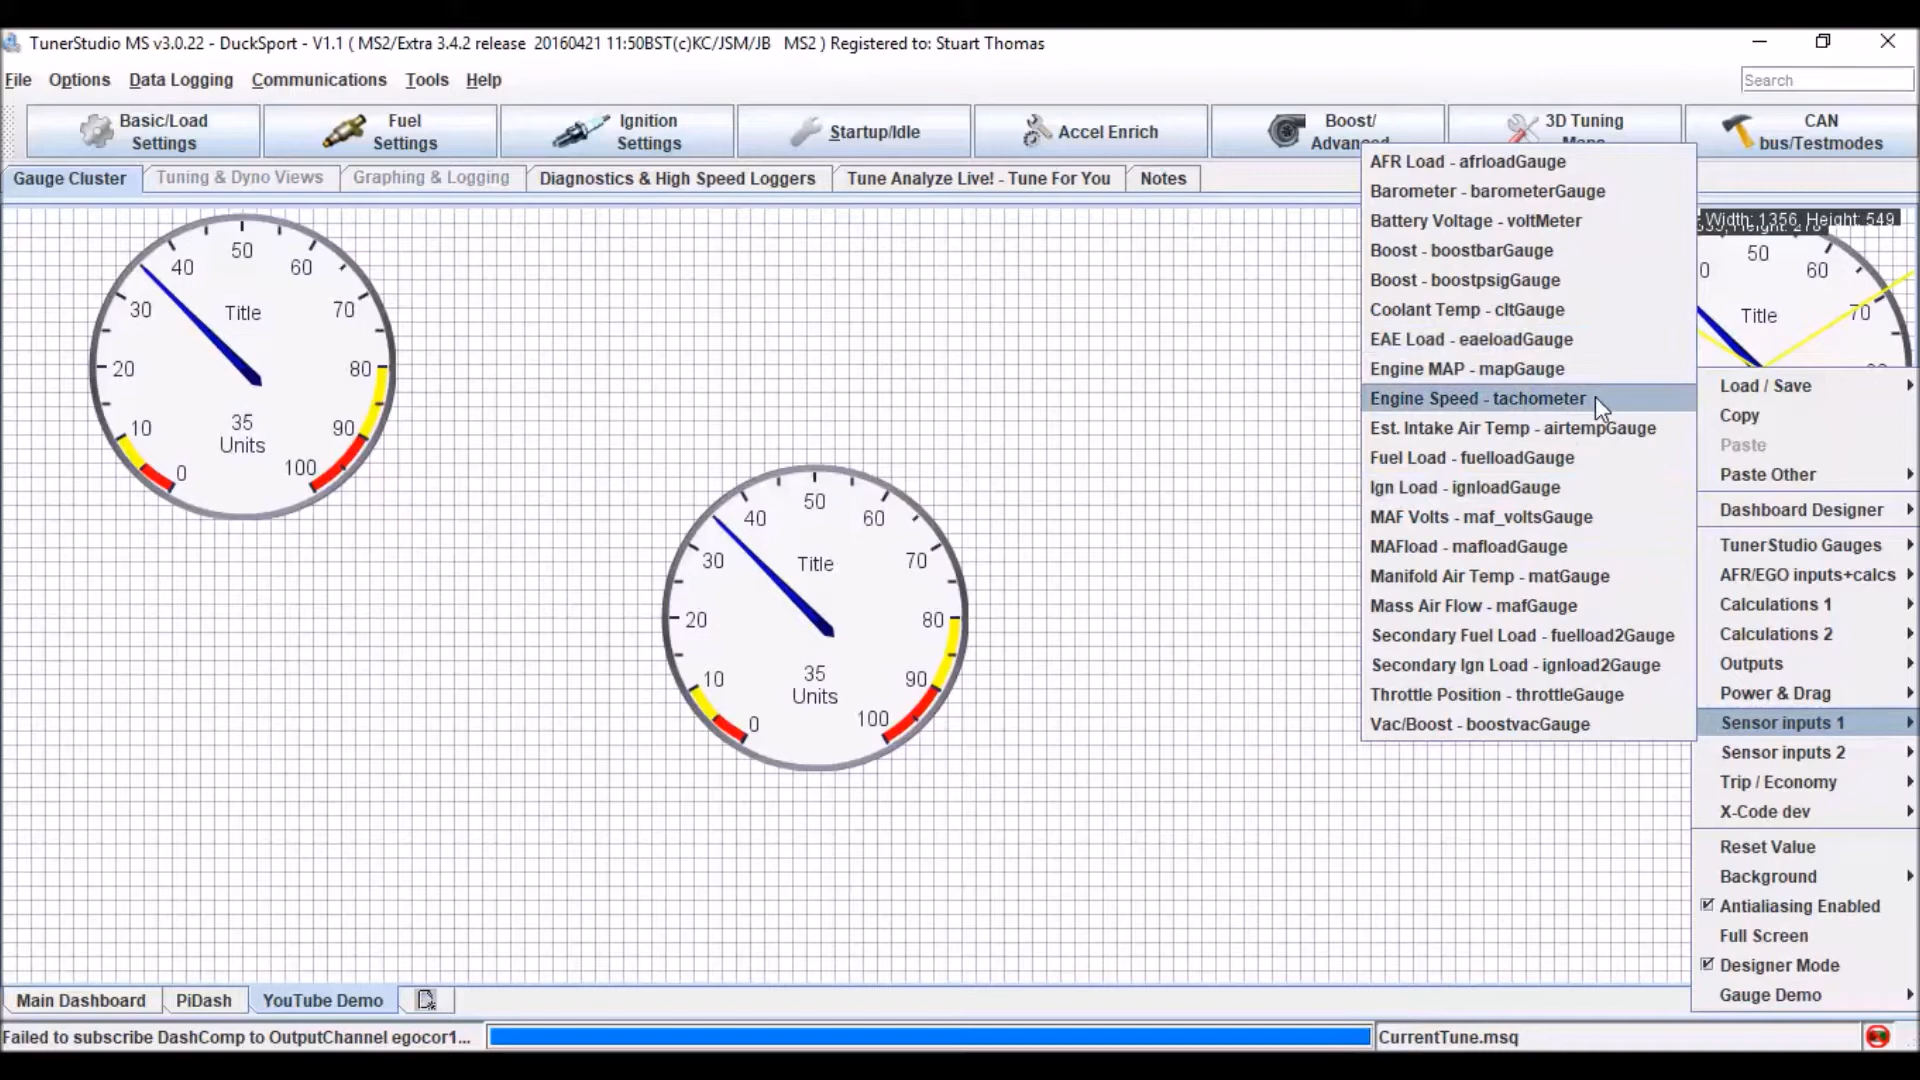 TunerStudio MS v3.0.22 - DuckSport - V1.1 ( MS2/Extra 3.4.2 release  20160421 11:50BST(c)KC/JSM/JB   MS2 ) Registered to: Stuart Thomas
File Options Data Logging Communications Tools Help
Search
Basic/Load
Settings
Fuel
Settings
Ignition
Settings
Startup/Idle
Accel Enrich
Boost/
Advanced
3D Tuning
Maps
CAN
bus/Testmodes
Gauge Cluster
Tuning & Dyno Views
Graphing & Logging
Diagnostics & High Speed Loggers
Tune Analyze Live! - Tune For You
Notes
0
10
20
30
40
50
60
70
80
90
100
Title
35
Units
0
10
20
30
40
50
60
70
80
90
100
Title
35
Units
Width: 1356, Height: 549
0
50
60
70
Title
AFR Load - afrloadGauge
Barometer - barometerGauge
Battery Voltage - voltMeter
Boost - boostbarGauge
Boost - boostpsigGauge
Coolant Temp - cltGauge
EAE Load - eaeloadGauge
Engine MAP - mapGauge
Engine Speed - tachometer
Est. Intake Air Temp - airtempGauge
Fuel Load - fuelloadGauge
Ign Load - ignloadGauge
MAF Volts - maf_voltsGauge
MAFload - mafloadGauge
Manifold Air Temp - matGauge
Mass Air Flow - mafGauge
Secondary Fuel Load - fuelload2Gauge
Secondary Ign Load - ignload2Gauge
Throttle Position - throttleGauge
Vac/Boost - boostvacGauge
Load / Save
Copy
Paste
Paste Other
Dashboard Designer
TunerStudio Gauges
AFR/EGO inputs+calcs
Calculations 1
Calculations 2
Outputs
Power & Drag
Sensor inputs 1
Sensor inputs 2
Trip / Economy
X-Code dev
Reset Value
Background
Antialiasing Enabled
Full Screen
Designer Mode
Gauge Demo
Main Dashboard
PiDash
YouTube Demo
Failed to subscribe DashComp to OutputChannel egocor1...
CurrentTune.msq